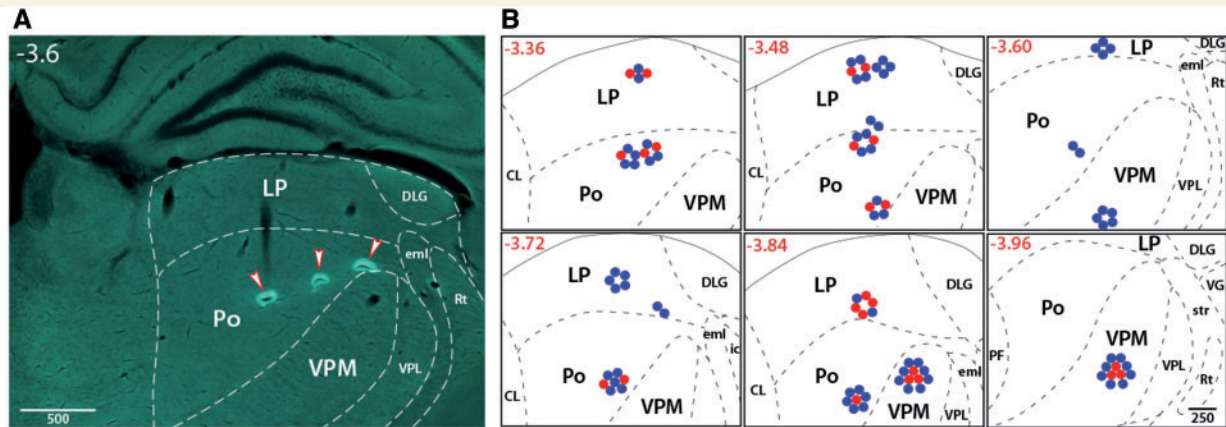 A
-3.6
LP
DLG
eml
Rt
Po
VPM
VPL
500
B
-3.36
LP
CL
Po
VPM
-3.48
DLG
LP
CL
Po
VPM
-3.60
LP
DLG
eml
Rt
Po
VPM
VPL
-3.72
LP
DLG
eml
ic
Po
CL
VPM
-3.84
LP
DLG
Po
eml
CL
VPM
VPL
-3.96
LP
DLG
VG
Po
str
VPM
PF
VPL
Rt
250